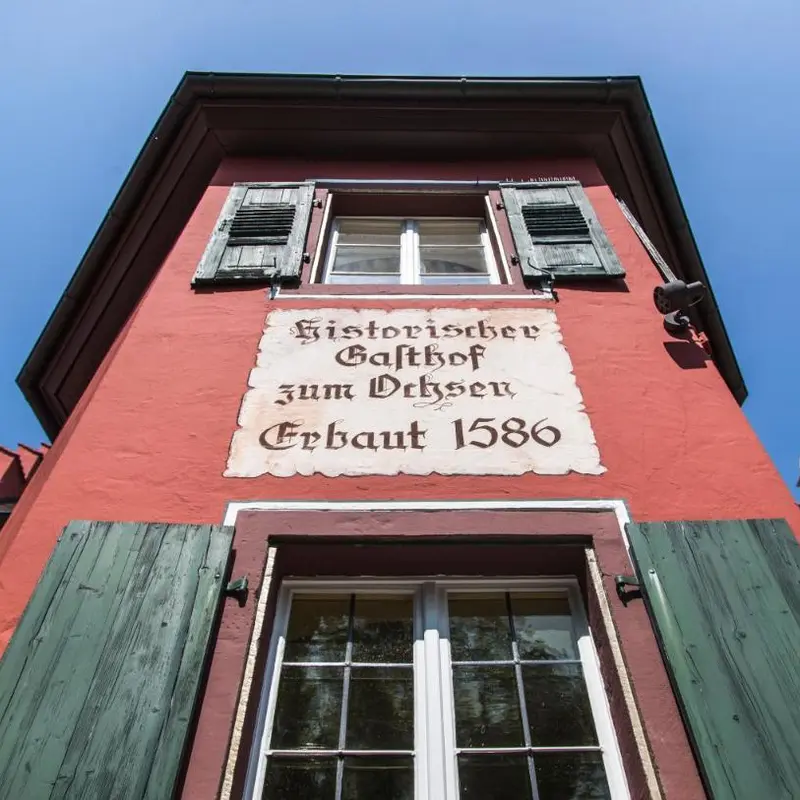 Historischer
Gasthof
zum Ochsen
Erbaut 1586